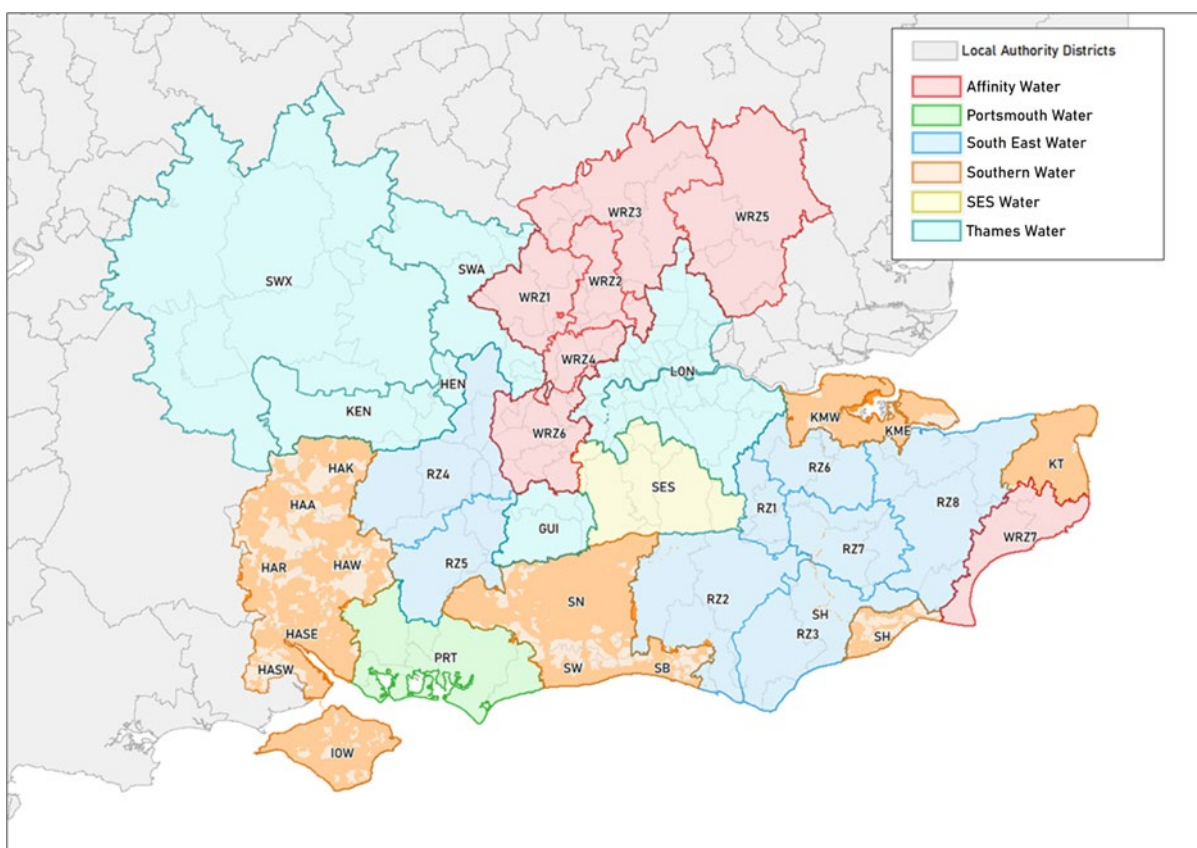 Local Authority Districts
Affinity Water
Portsmouth Water
South East Water
Southern Water
SES Water
Thames Water
WRZ3
WRZ5
SWX
SWA
WRZ1
WRZ2
WRZ4
LON
HEN
KEN
WRZ6
KMW
KME
HAK
RZ4
RZ6
KT
HAA
SES
RZ1
RZ8
GUI
WRZ7
RZ7
HAR
HAW
RZ5
SN
RZ2
SH
RZ3
SH
HASE
PRT
HASW
SW
SB
IOW